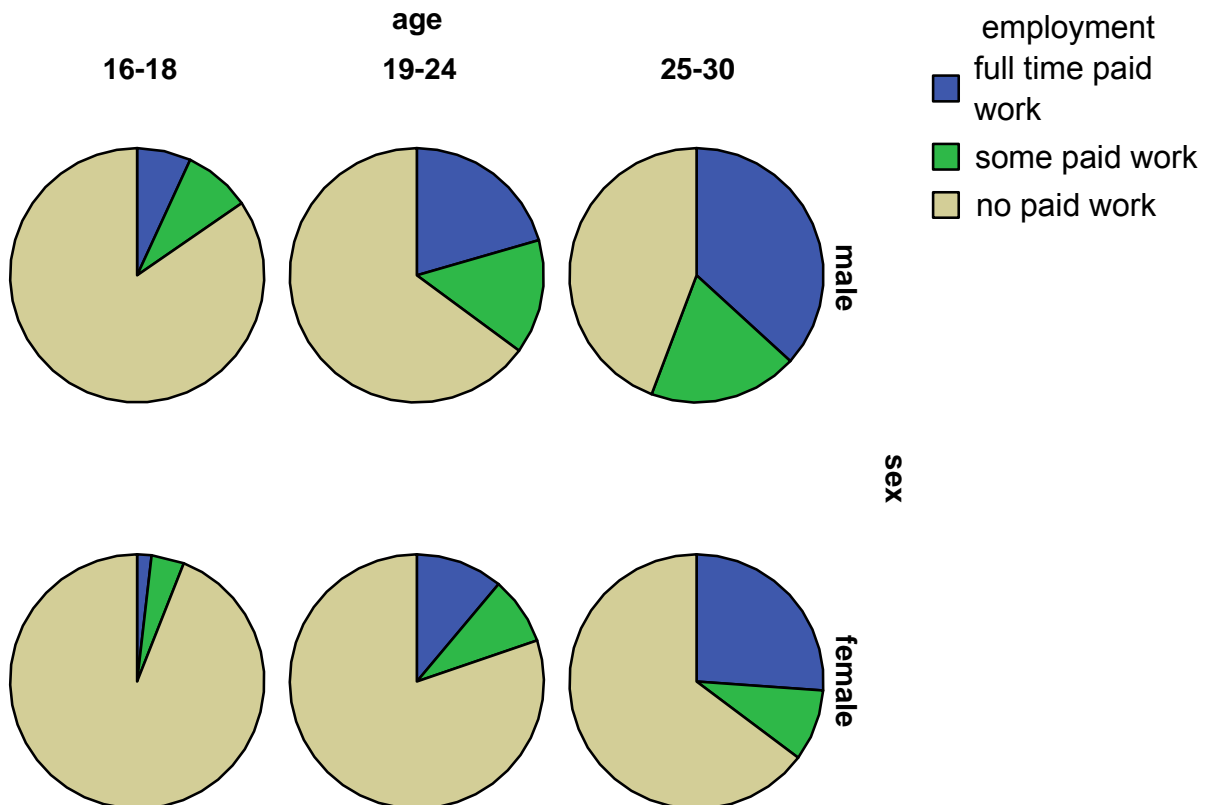 age
16-18
19-24
25-30
employment
full time paid
work
some paid work
no paid work
male
sex
female